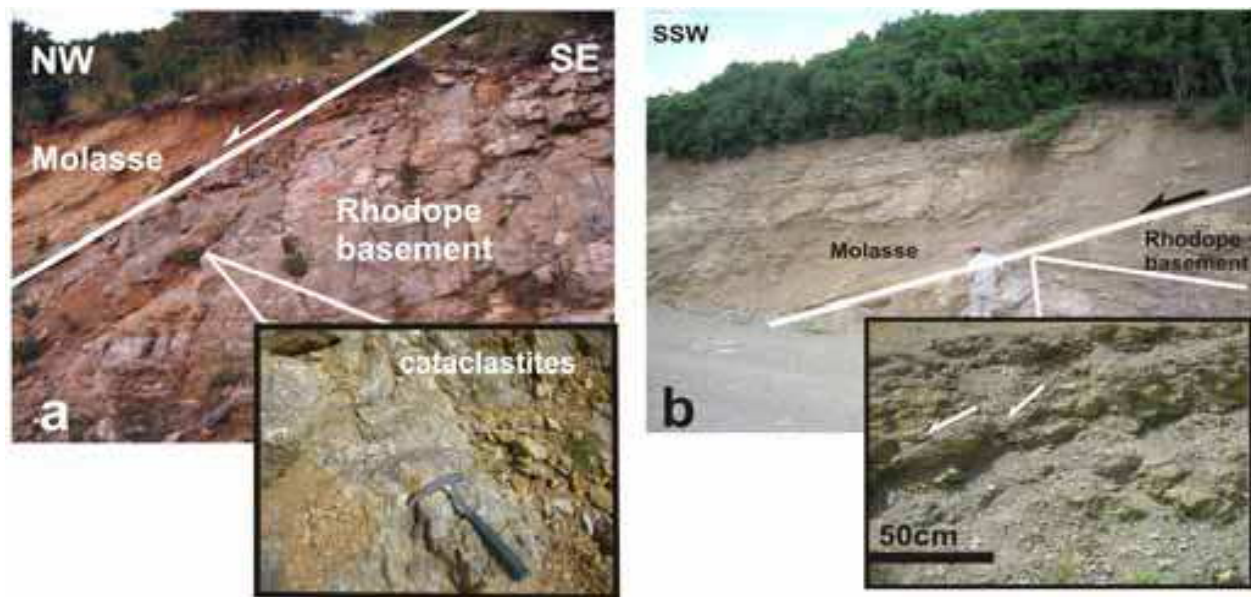 NW
SE
Molasse
Rhodope
basement
cataclastites
a
SSW
Molasse
Rhodope
basement
b
50cm